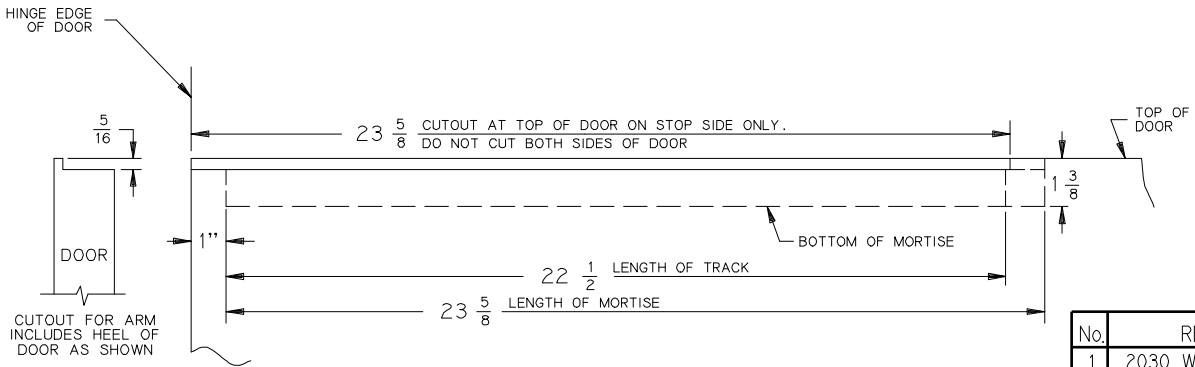 HINGE EDGE
OF DOOR
5/16
23 5/8 CUTOUT AT TOP OF DOOR ON STOP SIDE ONLY.
DO NOT CUT BOTH SIDES OF DOOR
TOP OF
DOOR
1 3/8
DOOR
1"
BOTTOM OF MORTISE
22 1/2 LENGTH OF TRACK
23 5/8 LENGTH OF MORTISE
CUTOUT FOR ARM
INCLUDES HEEL OF
DOOR AS SHOWN
No.
1 2030